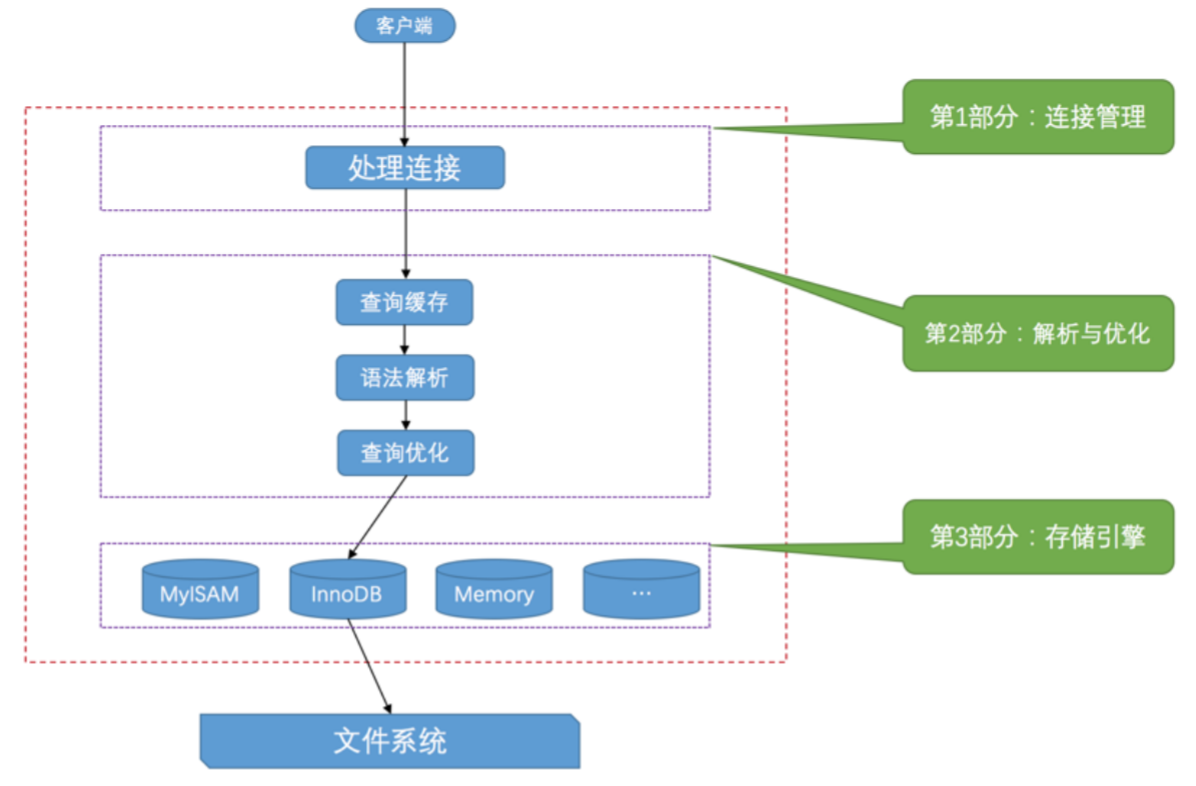 客户端
第1部分：连接管理
处理连接
查询缓存
第2部分：解析与优化
语法解析
查询优化
第3部分：存储引擎
MyISAM
InnoDB
Memory
...
文件系统